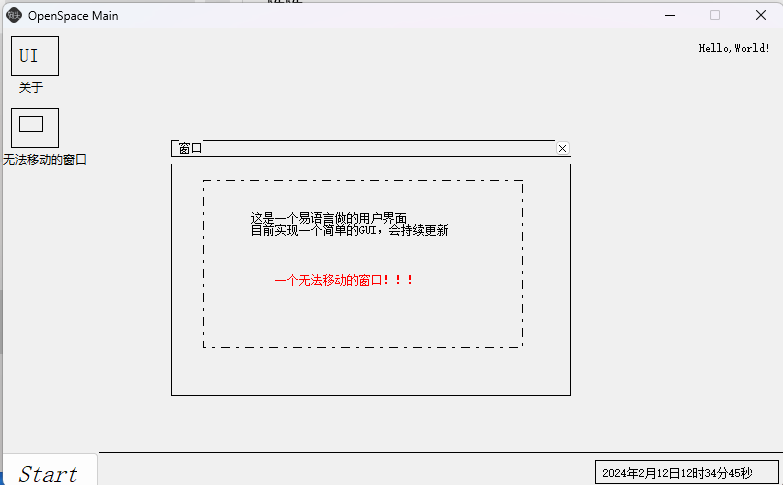 OpenSpace Main
Hello,World!
UI
关于
无法移动的窗口
窗口
这是一个易语言做的用户界面
目前实现一个简单的GUI，会持续更新
一个无法移动的窗口！！！
Start
2024年2月12日12时34分45秒